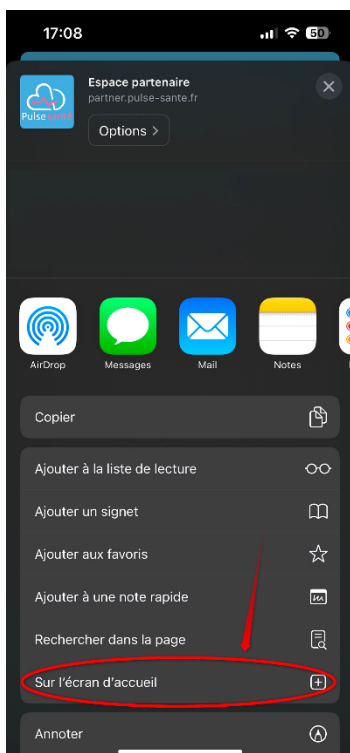 17:08
50
Espace partenaire
partner.pulse-sante.fr
Pulse santé
Options >
AirDrop
Messages
Mail
Notes
Copier
Ajouter à la liste de lecture
Ajouter un signet
Ajouter aux favoris
Ajouter à une note rapide
Rechercher dans la page
Sur l'écran d'accueil
Annoter